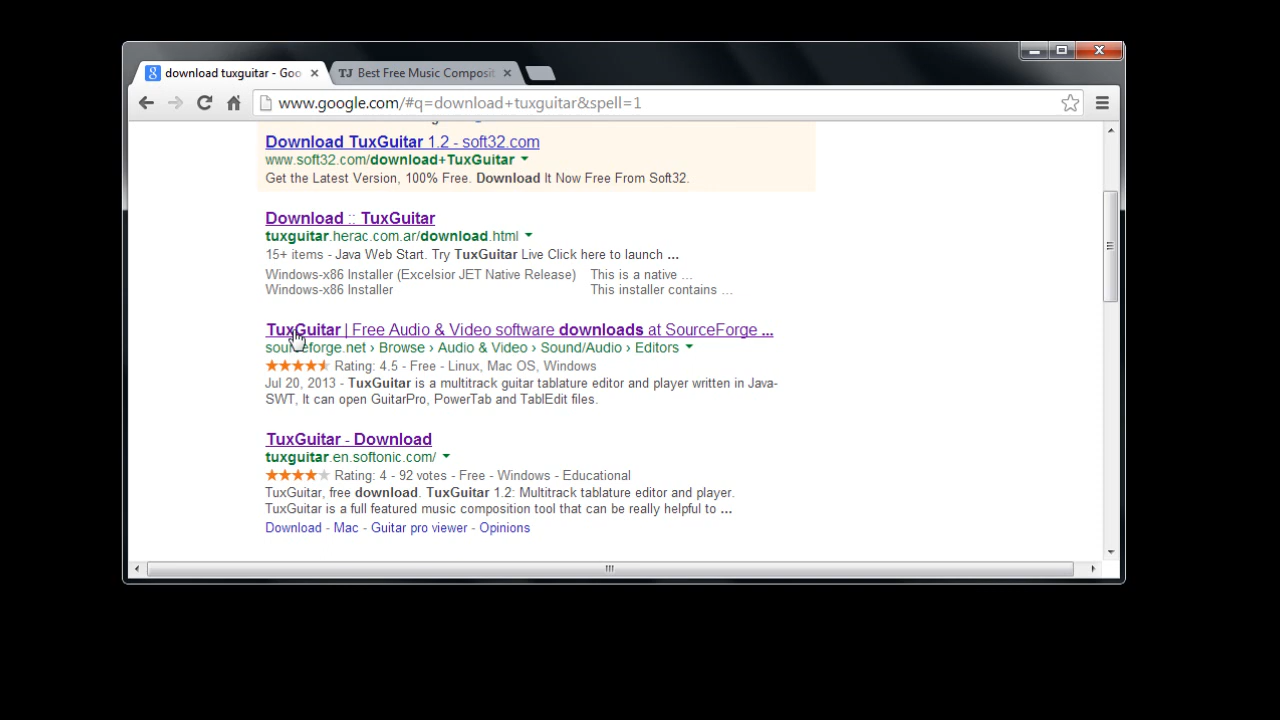 download tuxguitar - Goo
TJ Best Free Music Composit
www.google.com/#q=download+tuxguitar&spell=1
Download TuxGuitar 1.2 - soft32.com
www.soft32.com/download+TuxGuitar
Get the Latest Version, 100% Free. Download It Now Free From Soft32.
Download :: TuxGuitar
tuxguitar.herac.com.ar/download.html
15+ items - Java Web Start. Try TuxGuitar Live Click here to launch ...
Windows-x86 Installer (Excelsior JET Native Release) This is a native ...
Windows-x86 Installer This installer contains ...
TuxGuitar | Free Audio & Video software downloads at SourceForge ...
sourceforge.net › Browse › Audio & Video › Sound/Audio › Editors
Rating: 4.5 - Free - Linux, Mac OS, Windows
Jul 20, 2013 - TuxGuitar is a multitrack guitar tablature editor and player written in Java-
SWT, It can open GuitarPro, PowerTab and TablEdit files.
TuxGuitar - Download
tuxguitar.en.softonic.com/
Rating: 4 - 92 votes - Free - Windows - Educational
TuxGuitar, free download. TuxGuitar 1.2: Multitrack tablature editor and player.
TuxGuitar is a full featured music composition tool that can be really helpful to ...
Download - Mac - Guitar pro viewer - Opinions